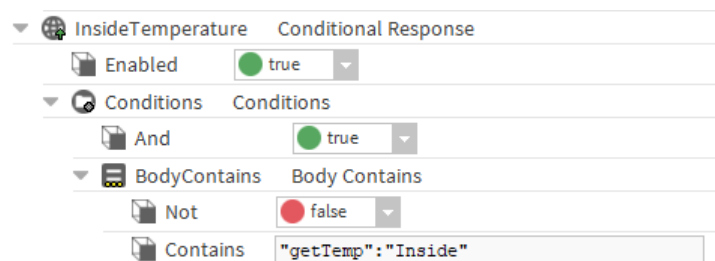 InsideTemperature Conditional Response
Enabled true
Conditions Conditions
And true
BodyContains Body Contains
Not false
Contains "getTemp":"Inside"